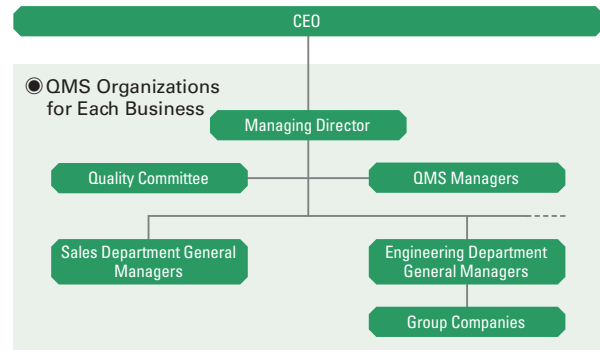 CEO
◉QMS Organizations
for Each Business
Managing Director
Quality Committee
QMS Managers
Sales Department General
Managers
Engineering Department
General Managers
Group Companies